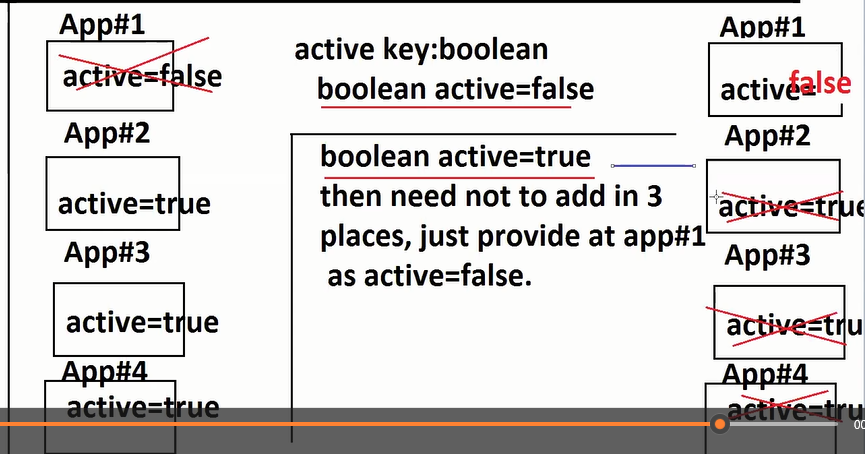 App#1
active=false
App#2
active=true
App#3
active=true
App#4
active=true
active key:boolean
boolean active=false
boolean active=true
then need not to add in 3
places, just provide at app#1
as active=false.
App#1
active=
false
App#2
active=true
App#3
active=tru
App#4
active=tru
00